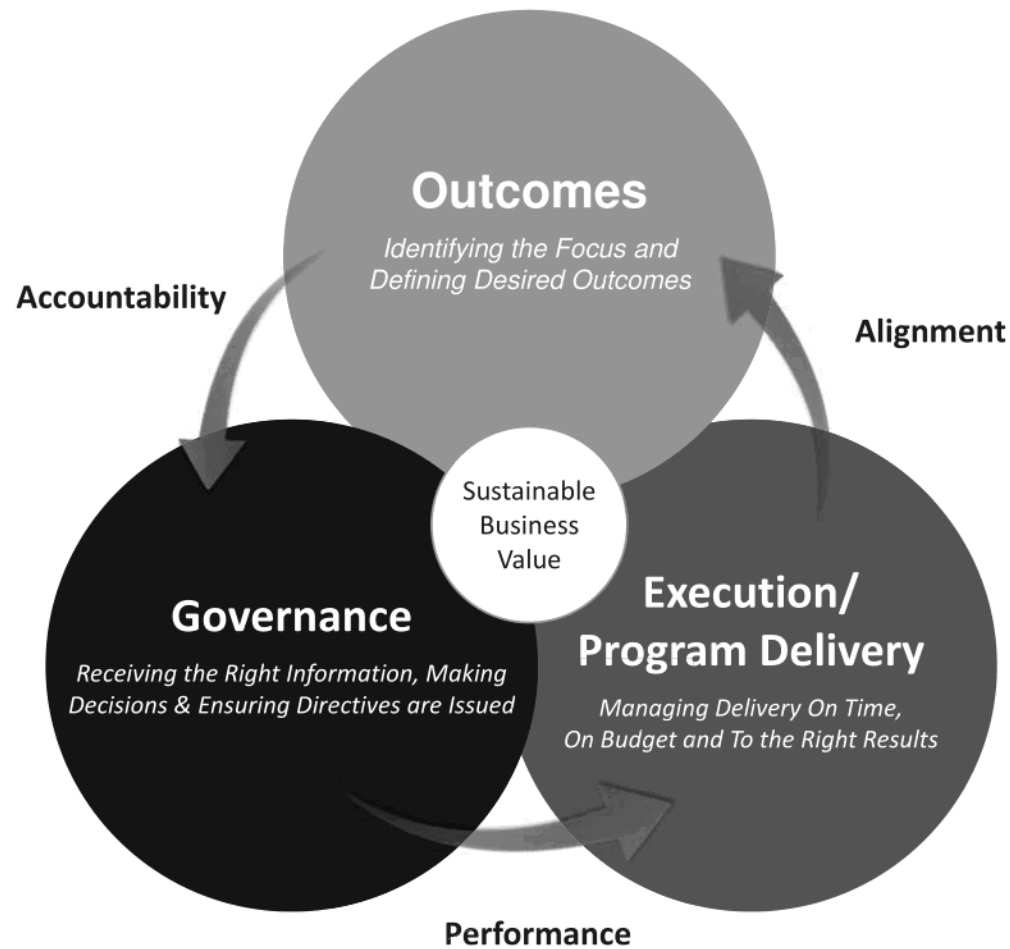 Outcomes
Identifying the Focus and
Defining Desired Outcomes
Accountability
Alignment
Sustainable
Business
Value
Governance
Receiving the Right Information, Making
Decisions & Ensuring Directives are Issued
Execution/
Program Delivery
Managing Delivery On Time,
On Budget and To the Right Results
Performance